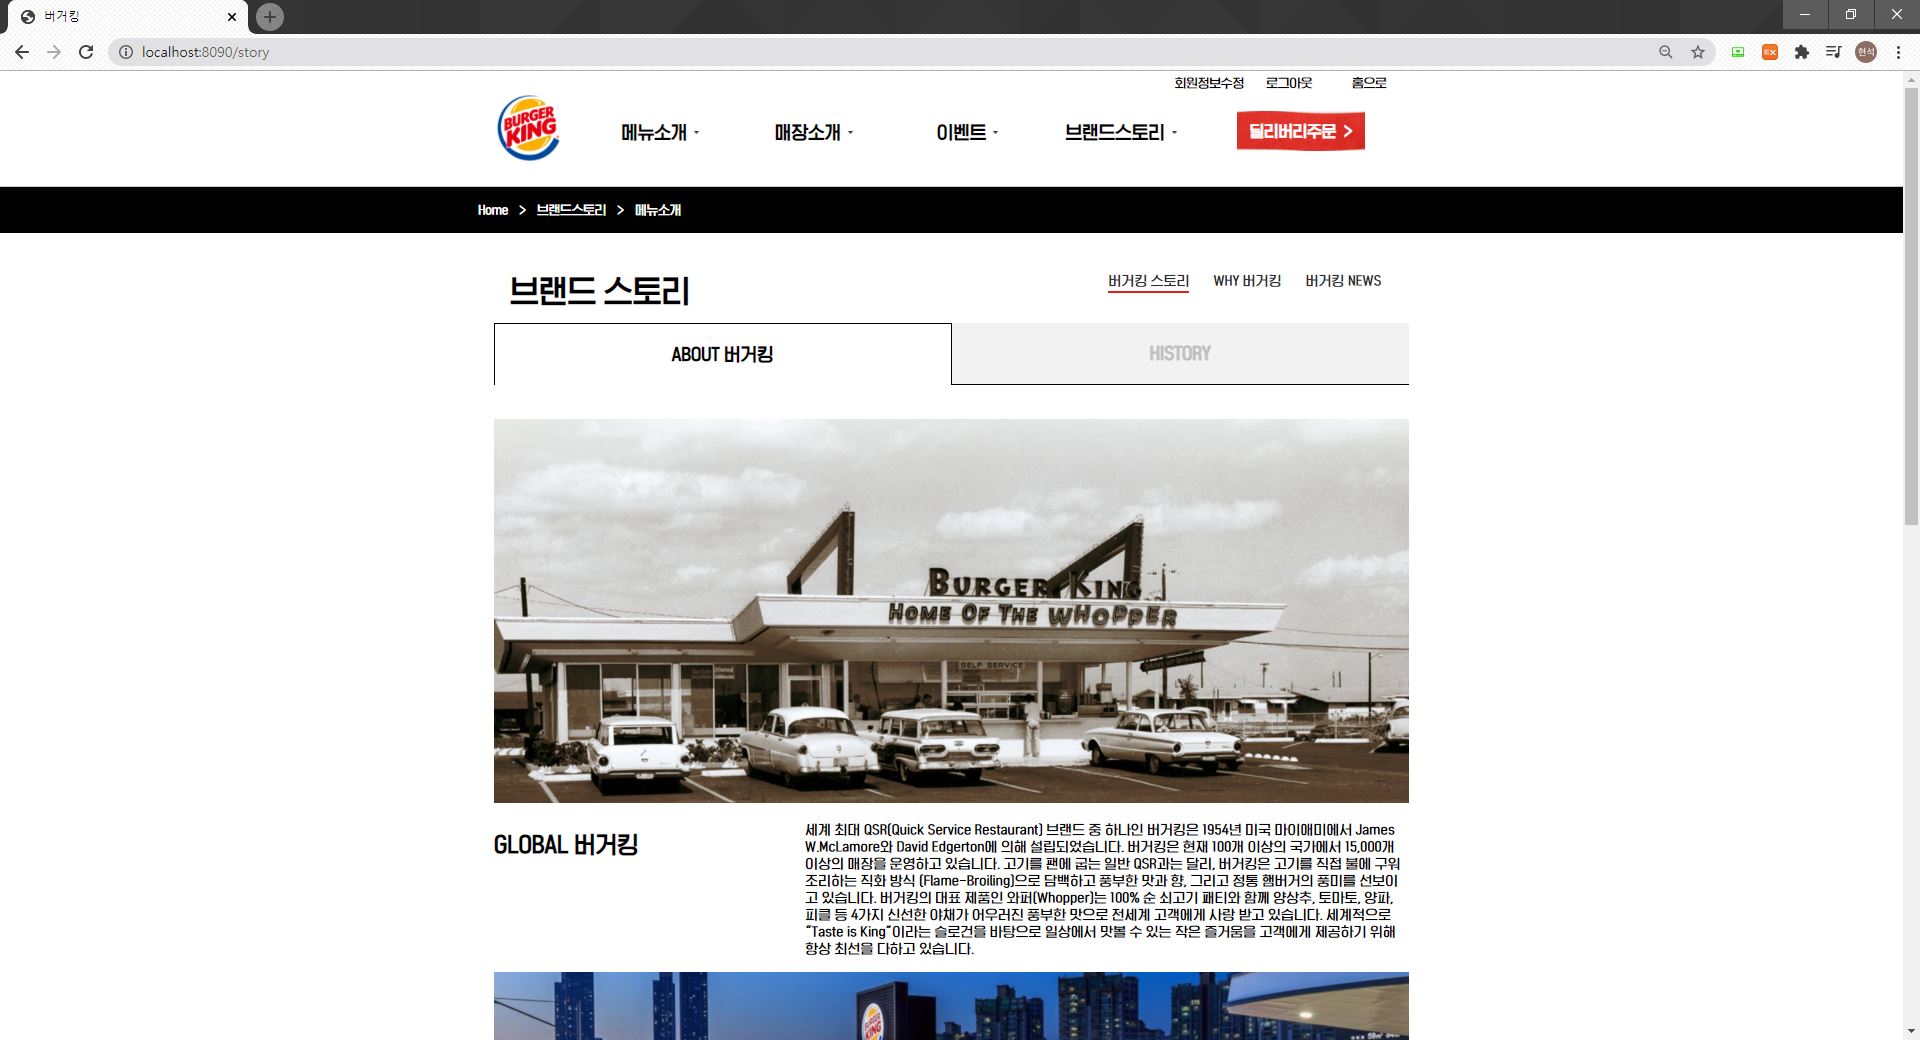 버거킹
localhost:8090/story
EX
현석
회원정보수정 로그아웃 홈으로
BURGER KING
메뉴소개 매장소개 이벤트 브랜드스토리 딜리버리주문 >
Home > 브랜드스토리 > 메뉴소개
브랜드 스토리
버거킹 스토리 WHY 버거킹 버거킹 NEWS
ABOUT 버거킹 HISTORY
BURGER KING
HOME OF THE WHOPPER
SELF SERVICE
GLOBAL 버거킹
세계 최대 QSR(Quick Service Restaurant) 브랜드 중 하나인 버거킹은 1954년 미국 마이애미에서 James
W.McLamore와 David Edgerton에 의해 설립되었습니다. 버거킹은 현재 100개 이상의 국가에서 15,000개
이상의 매장을 운영하고 있습니다. 고기를 팬에 굽는 일반 QSR과는 달리, 버거킹은 고기를 직접 불에 구워
조리하는 직화 방식 (Flame-Broiling)으로 담백하고 풍부한 맛과 향, 그리고 정통 햄버거의 풍미를 선보이
고 있습니다. 버거킹의 대표 제품인 와퍼(Whopper)는 100% 순 쇠고기 패티와 함께 양상추, 토마토, 양파,
피클 등 4가지 신선한 야채가 어우러진 풍부한 맛으로 전세계 고객에게 사랑 받고 있습니다. 세계적으로
“Taste is King“이라는 슬로건을 바탕으로 일상에서 맛볼 수 있는 작은 즐거움을 고객에게 제공하기 위해
항상 최선을 다하고 있습니다.
BURGER KING